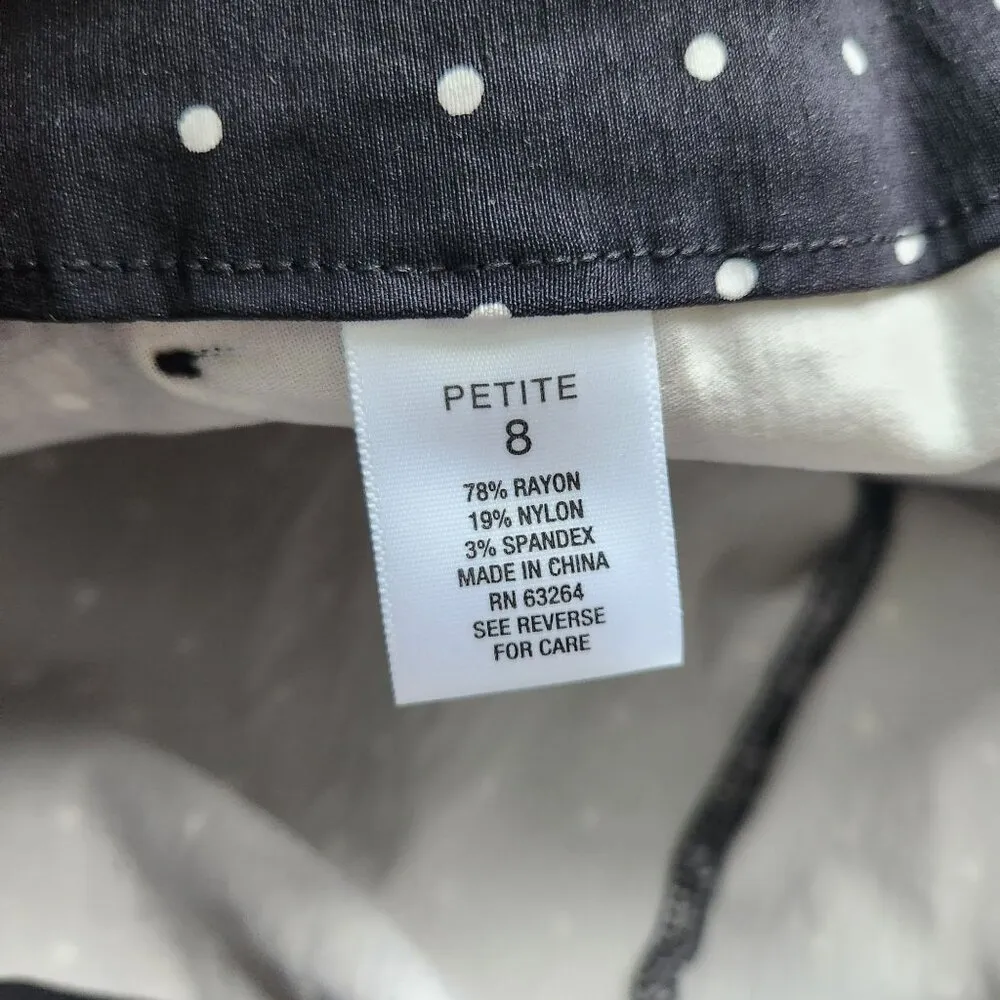 PETITE
8
78% RAYON
19% NYLON
3% SPANDEX
MADE IN CHINA
RN 63264
SEE REVERSE
FOR CARE